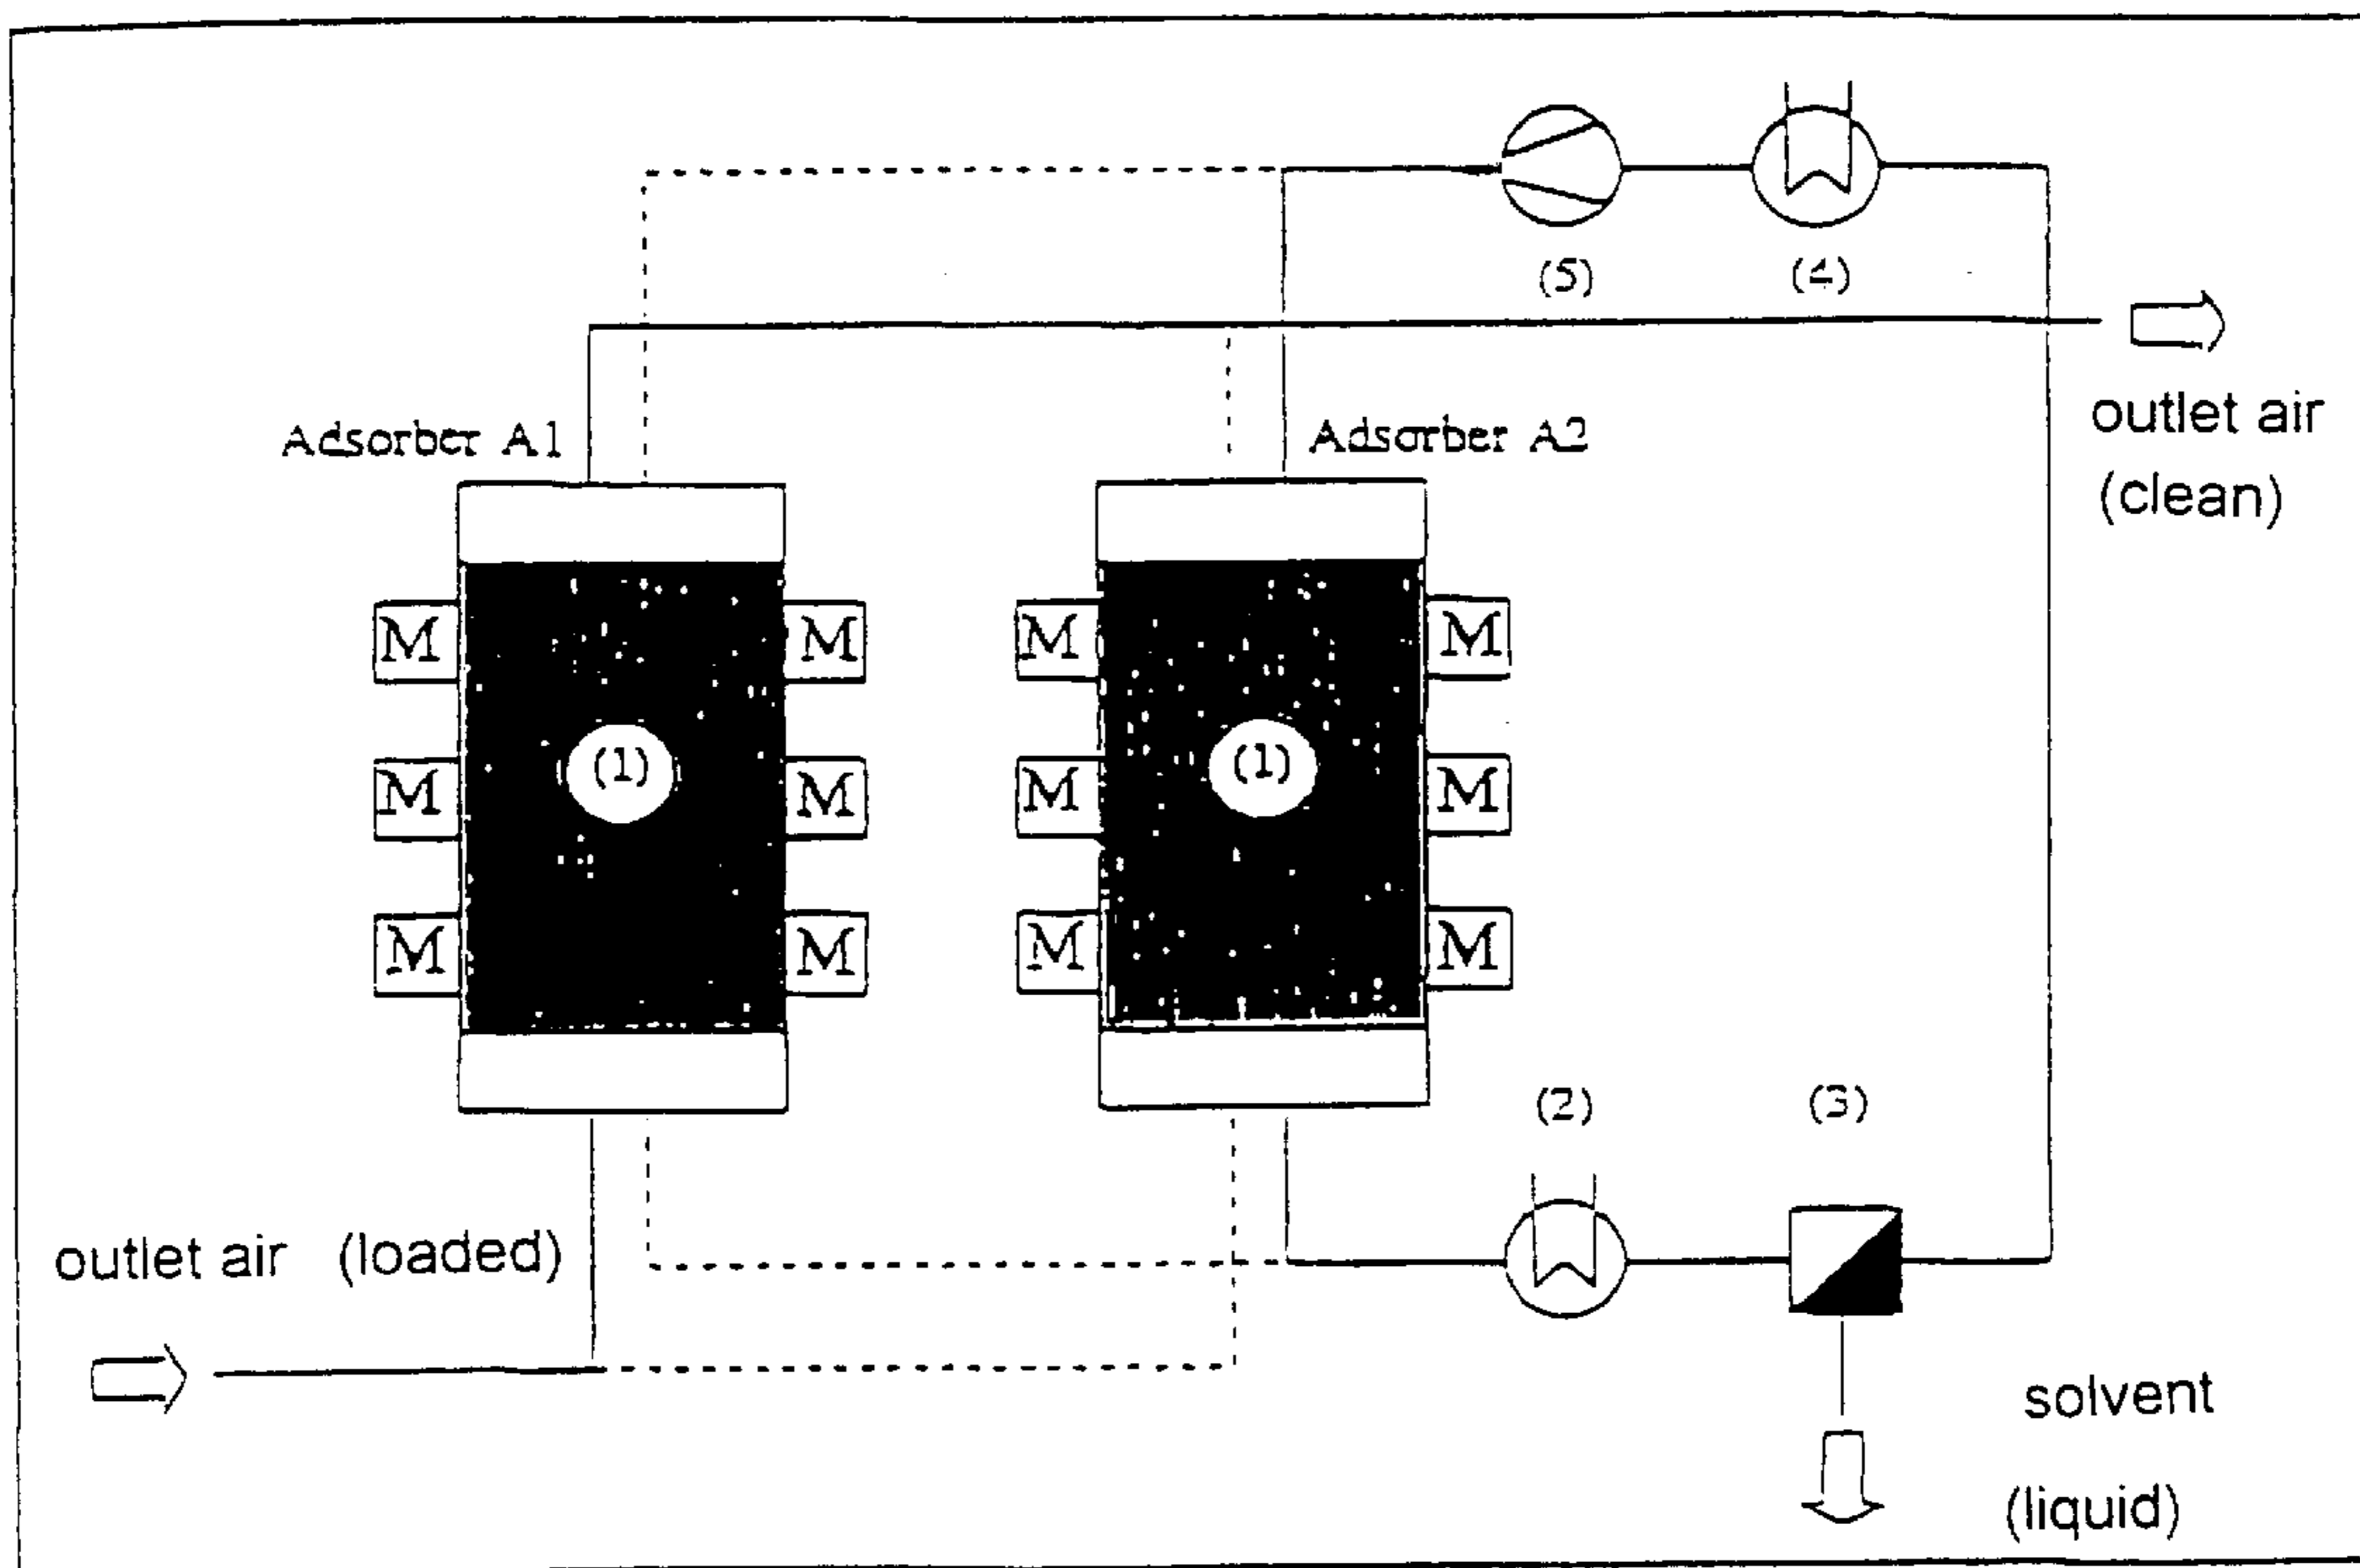 (5) (4)
outlet air
(clean)
Adsorber A1
Adsorber A2
M M M M
(1) (1)
M M M M
M M M M
(2) (3)
outlet air (loaded)
solvent
(liquid)